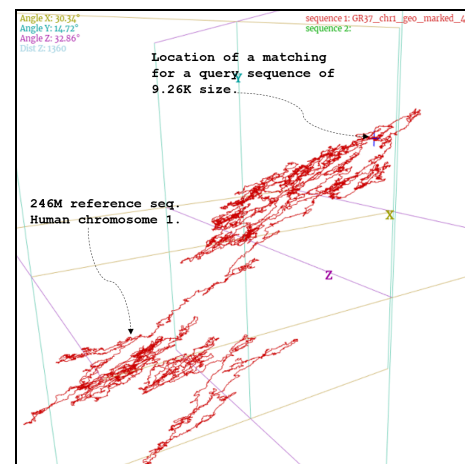 Angle X: 30.34°
Angle Y: 14.72°
Angle Z: 32.86°
Dist Z: 1360
sequence 1: GR37_chr1_geo_marked_4
sequence 2:
Location of a matching
for a query sequence of
9.26K size.
Y
246M reference seq.
Human chromosome 1.
X
Z